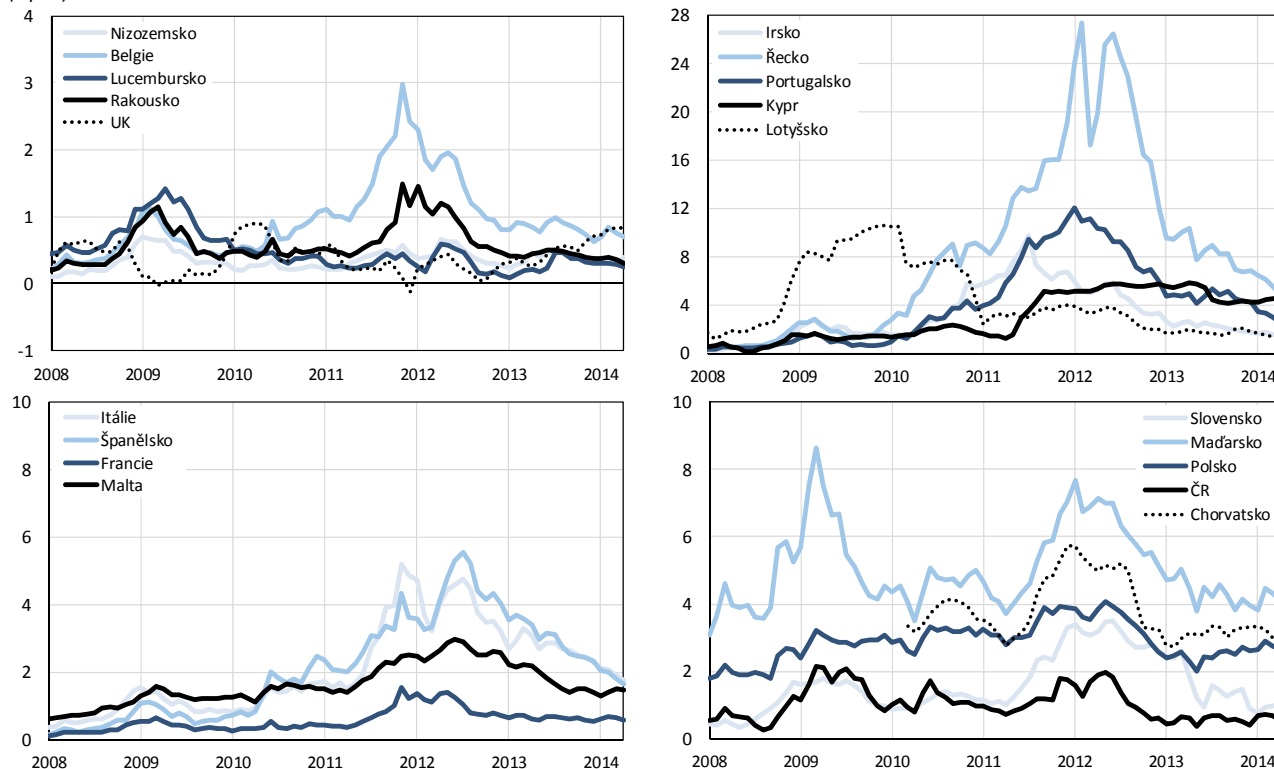 4
3
2
1
0
-1
Nizozemsko
Belgie
Lucembursko
Rakousko
UK
2008 2009 2010 2011 2012 2013 2014
28
24
20
16
12
8
4
0
Irsko
Řecko
Portugalsko
Kypr
Lotyšsko
2008 2009 2010 2011 2012 2013 2014
10
8
6
4
2
0
Itálie
Španělsko
Francie
Malta
2008 2009 2010 2011 2012 2013 2014
10
8
6
4
2
0
Slovensko
Maďarsko
Polsko
ČR
Chorvatsko
2008 2009 2010 2011 2012 2013 2014